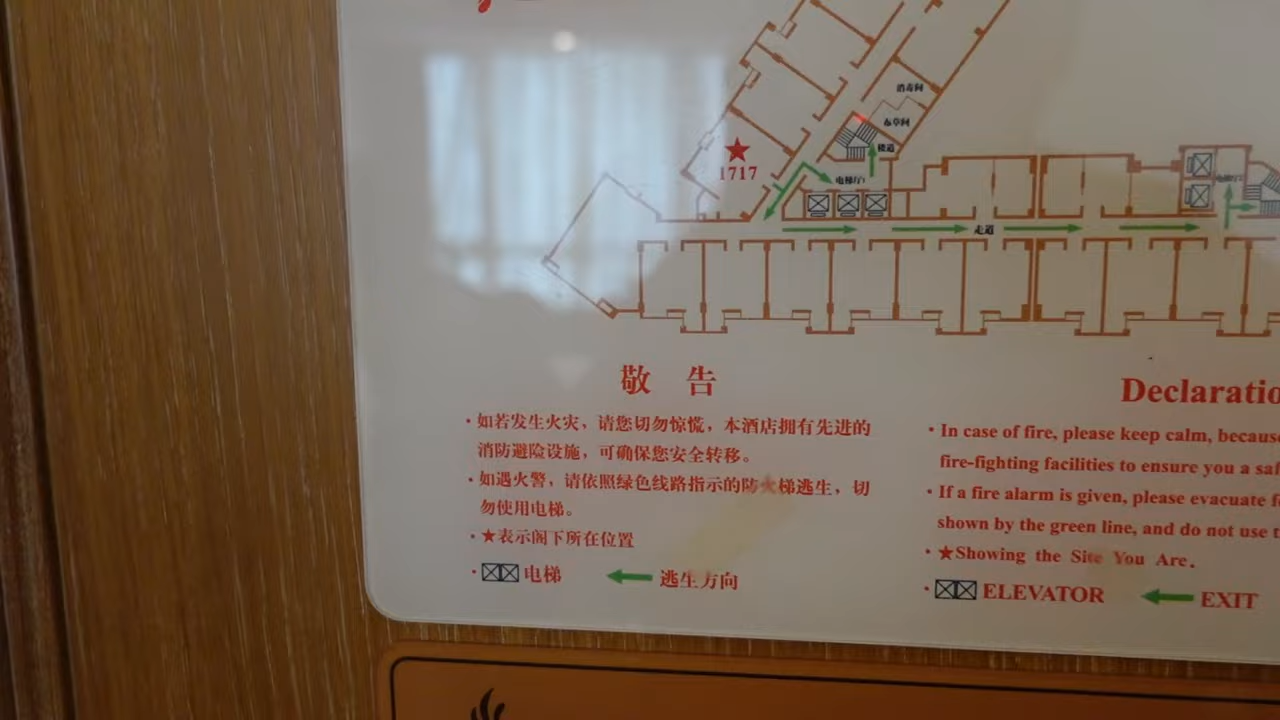 消毒间
布草间
楼道
★
1717
电梯厅1
走道
敬 告
Declaratio
·如若发生火灾，请您切勿惊慌，本酒店拥有先进的
消防避险设施，可确保您安全转移。
·如遇火警，请依照绿色线路指示的防火梯逃生，切
勿使用电梯。
·★表示阁下所在位置
·电梯 逃生方向
·In case of fire, please keep calm, because
fire-fighting facilities to ensure you a saf
·If a fire alarm is given, please evacuate f
shown by the green line, and do not use t
·★Showing the Site You Are.
·ELEVATOR EXIT